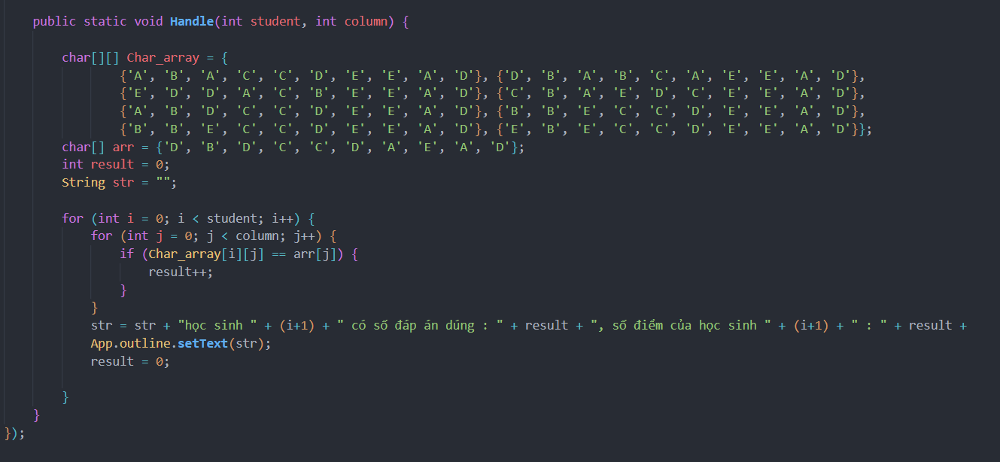 public static void Handle(int student, int column) {
char[][] Char_array = {
{'A', 'B', 'A', 'C', 'C', 'D', 'E', 'E', 'A', 'D'}, {'D', 'B', 'A', 'B', 'C', 'A', 'E', 'E', 'A', 'D'},
{'E', 'D', 'D', 'A', 'C', 'B', 'E', 'E', 'A', 'D'}, {'C', 'B', 'A', 'E', 'D', 'C', 'E', 'E', 'A', 'D'},
{'A', 'B', 'D', 'C', 'C', 'D', 'E', 'E', 'A', 'D'}, {'B', 'B', 'E', 'C', 'C', 'D', 'E', 'E', 'A', 'D'},
{'B', 'B', 'E', 'C', 'C', 'D', 'E', 'E', 'A', 'D'}, {'E', 'B', 'E', 'C', 'C', 'D', 'E', 'E', 'A', 'D'}};
char[] arr = {'D', 'B', 'D', 'C', 'C', 'D', 'A', 'E', 'A', 'D'};
int result = 0;
String str = "";
for (int i = 0; i < student; i++) {
for (int j = 0; j < column; j++) {
if (Char_array[i][j] == arr[j]) {
result++;
}
}
str = str + "học sinh " + (i+1) + " có số đáp án dúng : " + result + ", số điểm của học sinh " + (i+1) + " : " + result +
App.outline.setText(str);
result = 0;
}
}
});